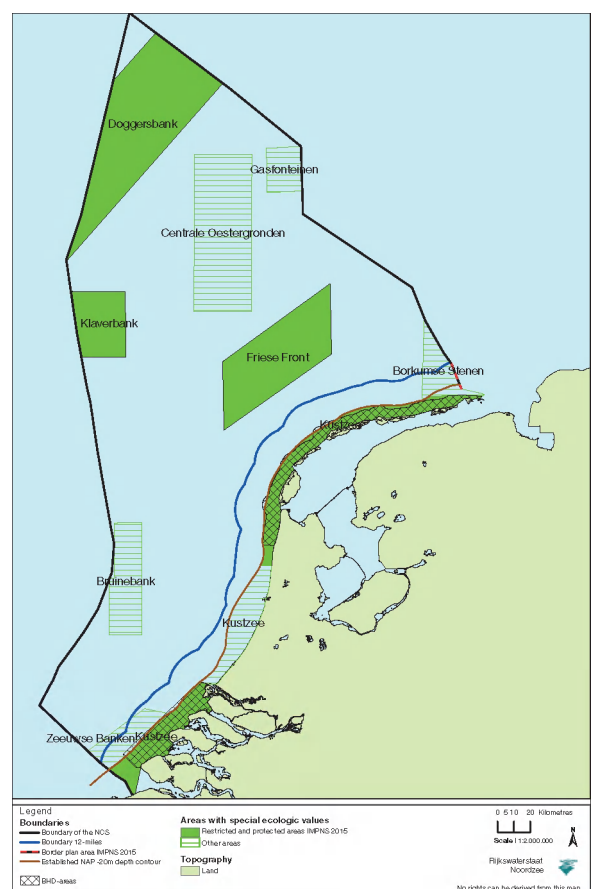 Doggersbank
Gasfonteinen
Centrale Oestergronden
Klaverbank
Friese Front
Borkumse Stenen
Kustzee
Bruinebank
Kustzee
Zeeuwse Banken
Kustzee
Legend
Boundaries
Boundary of the NCS
Boundary 12-miles
Border plan area IMPNS 2015
Established NAP -20m depth contour
BHD-areas
Areas with special ecologic values
Restricted and protected areas IMPNS 2015
Other areas
Topography
Land
0 5 10 20 Kilometres
Scale | 1:2.000.000
N
Rijkswaterstaat
Noordzee
No rights can be derived from this map